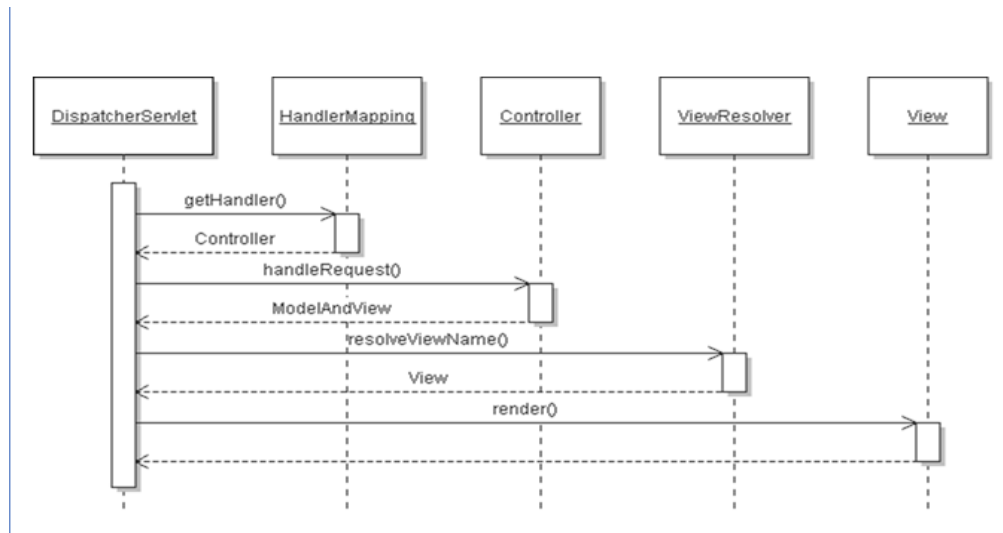 DispatcherServlet
HandlerMapping
Controller
ViewResolver
View
getHandler()
Controller
handleRequest()
ModelAndView
resolveViewName()
View
render()